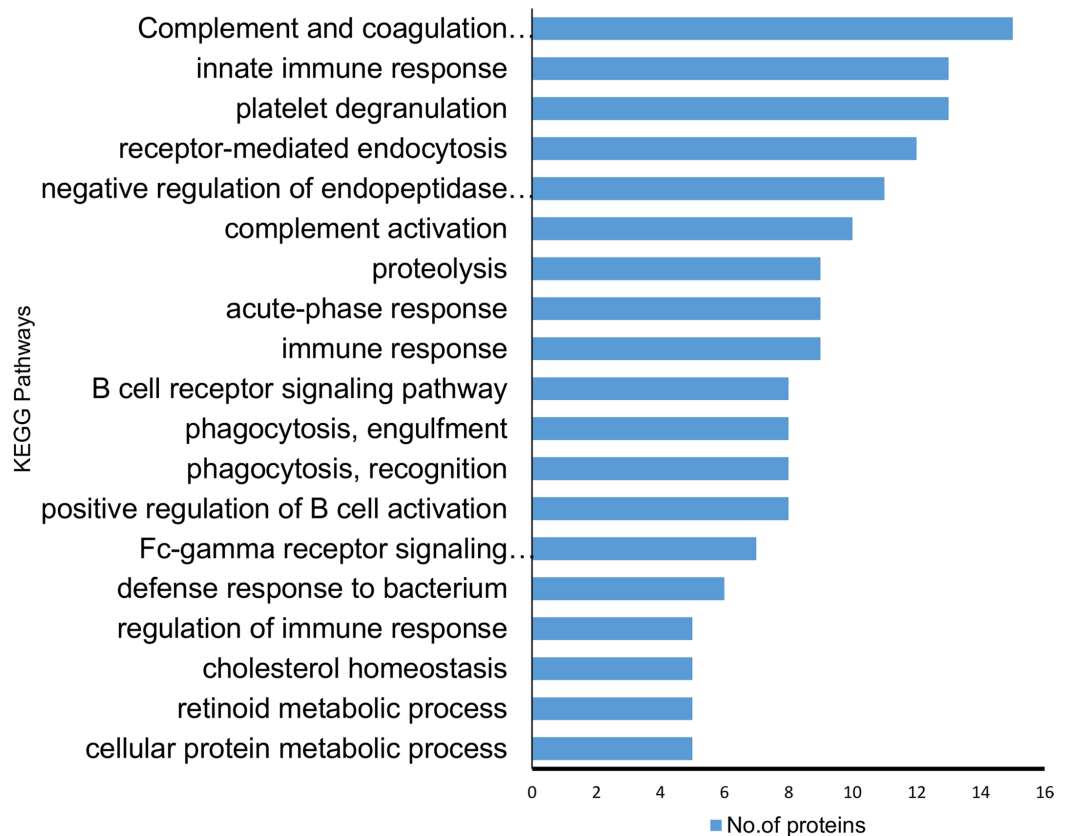 Complement and coagulation…
innate immune response
platelet degranulation
receptor-mediated endocytosis
negative regulation of endopeptidase…
complement activation
proteolysis
acute-phase response
immune response
B cell receptor signaling pathway
phagocytosis, engulfment
phagocytosis, recognition
positive regulation of B cell activation
Fc-gamma receptor signaling…
defense response to bacterium
regulation of immune response
cholesterol homeostasis
retinoid metabolic process
cellular protein metabolic process
KEGG Pathways
0 2 4 6 8 10 12 14 16
No.of proteins